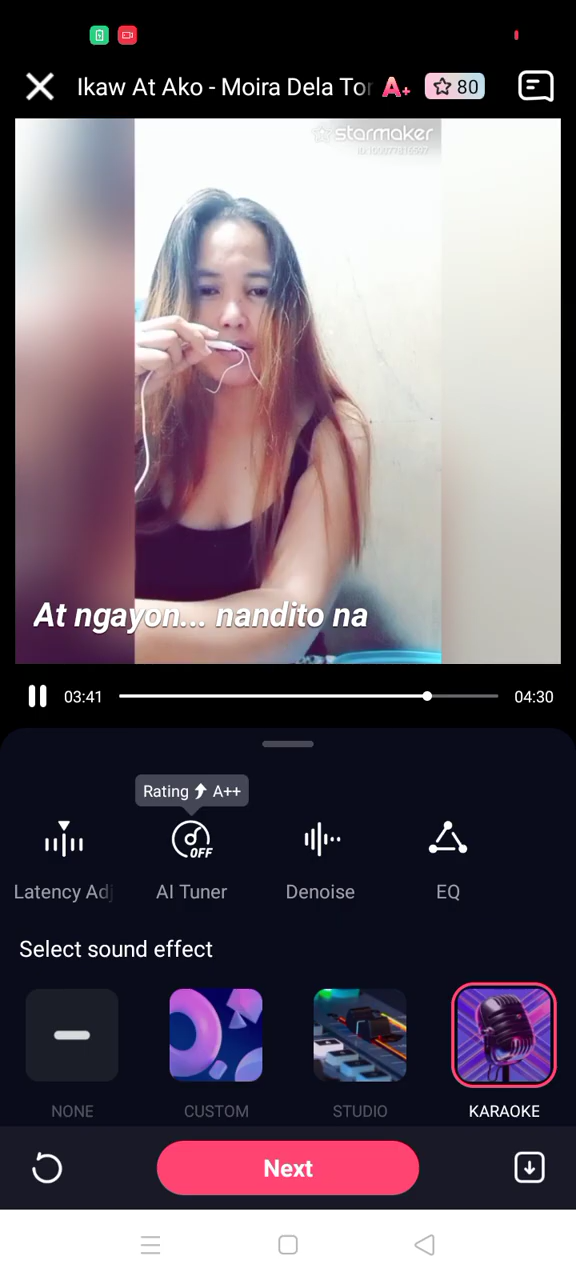 Ikaw At Ako - Moira Dela Tor
A+
80
starmaker
At ngayon... nandito na
03:41
04:30
Rating A++
Latency Adj
OFF
AI Tuner
Denoise
EQ
Select sound effect
NONE
CUSTOM
STUDIO
KARAOKE
Next